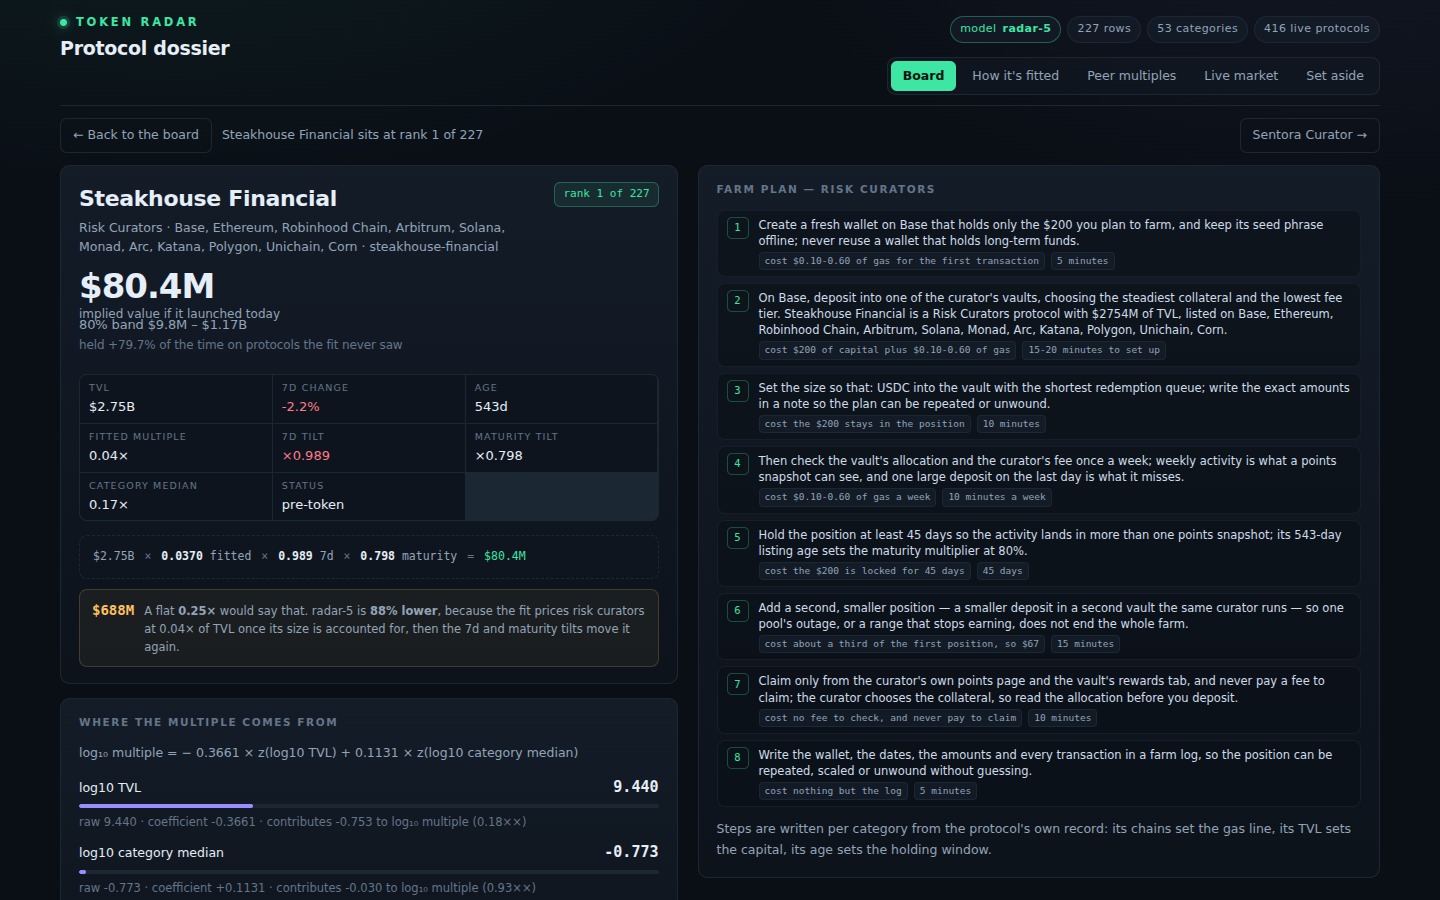 TOKEN RADAR
Protocol dossier
model radar-5
227 rows
53 categories
416 live protocols
Board
How it's fitted
Peer multiples
Live market
Set aside
← Back to the board
Steakhouse Financial sits at rank 1 of 227
Sentora Curator →
Steakhouse Financial
rank 1 of 227
Risk Curators · Base, Ethereum, Robinhood Chain, Arbitrum, Solana,
Monad, Arc, Katana, Polygon, Unichain, Corn · steakhouse-financial
$80.4M
implied value if it launched today
80% band $9.8M – $1.17B
held +79.7% of the time on protocols the fit never saw
TVL
$2.75B
7D CHANGE
-2.2%
AGE
543d
FITTED MULTIPLE
0.04×
7D TILT
×0.989
MATURITY TILT
×0.798
CATEGORY MEDIAN
0.17×
STATUS
pre-token
$2.75B × 0.0370 fitted × 0.989 7d × 0.798 maturity = $80.4M
$688M
A flat 0.25× would say that. radar-5 is 88% lower, because the fit prices risk curators
at 0.04× of TVL once its size is accounted for, then the 7d and maturity tilts move it
again.
WHERE THE MULTIPLE COMES FROM
log₁₀ multiple = − 0.3661 × z(log10 TVL) + 0.1131 × z(log10 category median)
log10 TVL
9.440
raw 9.440 · coefficient -0.3661 · contributes -0.753 to log₁₀ multiple (0.18××)
log10 category median
-0.773
raw -0.773 · coefficient +0.1131 · contributes -0.030 to log₁₀ multiple (0.93××)
FARM PLAN — RISK CURATORS
1
Create a fresh wallet on Base that holds only the $200 you plan to farm, and keep its seed phrase
offline; never reuse a wallet that holds long-term funds.
cost $0.10-0.60 of gas for the first transaction
5 minutes
2
On Base, deposit into one of the curator's vaults, choosing the steadiest collateral and the lowest fee
tier. Steakhouse Financial is a Risk Curators protocol with $2754M of TVL, listed on Base, Ethereum,
Robinhood Chain, Arbitrum, Solana, Monad, Arc, Katana, Polygon, Unichain, Corn.
cost $200 of capital plus $0.10-0.60 of gas
15-20 minutes to set up
3
Set the size so that: USDC into the vault with the shortest redemption queue; write the exact amounts
in a note so the plan can be repeated or unwound.
cost the $200 stays in the position
10 minutes
4
Then check the vault's allocation and the curator's fee once a week; weekly activity is what a points
snapshot can see, and one large deposit on the last day is what it misses.
cost $0.10-0.60 of gas a week
10 minutes a week
5
Hold the position at least 45 days so the activity lands in more than one points snapshot; its 543-day
listing age sets the maturity multiplier at 80%.
cost the $200 is locked for 45 days
45 days
6
Add a second, smaller position — a smaller deposit in a second vault the same curator runs — so one
pool's outage, or a range that stops earning, does not end the whole farm.
cost about a third of the first position, so $67
15 minutes
7
Claim only from the curator's own points page and the vault's rewards tab, and never pay a fee to
claim; the curator chooses the collateral, so read the allocation before you deposit.
cost no fee to check, and never pay to claim
10 minutes
8
Write the wallet, the dates, the amounts and every transaction in a farm log, so the position can be
repeated, scaled or unwound without guessing.
cost nothing but the log
5 minutes
Steps are written per category from the protocol's own record: its chains set the gas line, its TVL sets
the capital, its age sets the holding window.